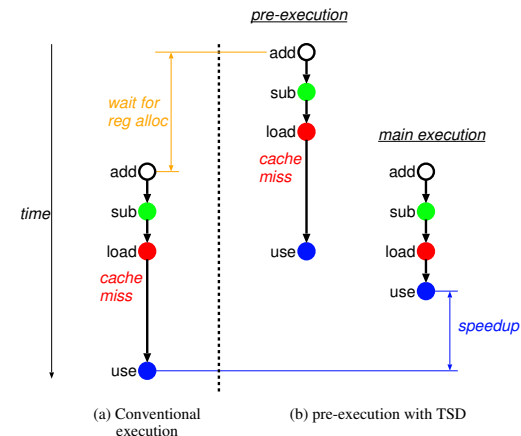 pre-execution
add
sub
wait for
reg alloc
load
main execution
cache
miss
add
add
sub
sub
time
load
load
use
cache
miss
use
speedup
use
(a) Conventional
execution
(b) pre-execution with TSD